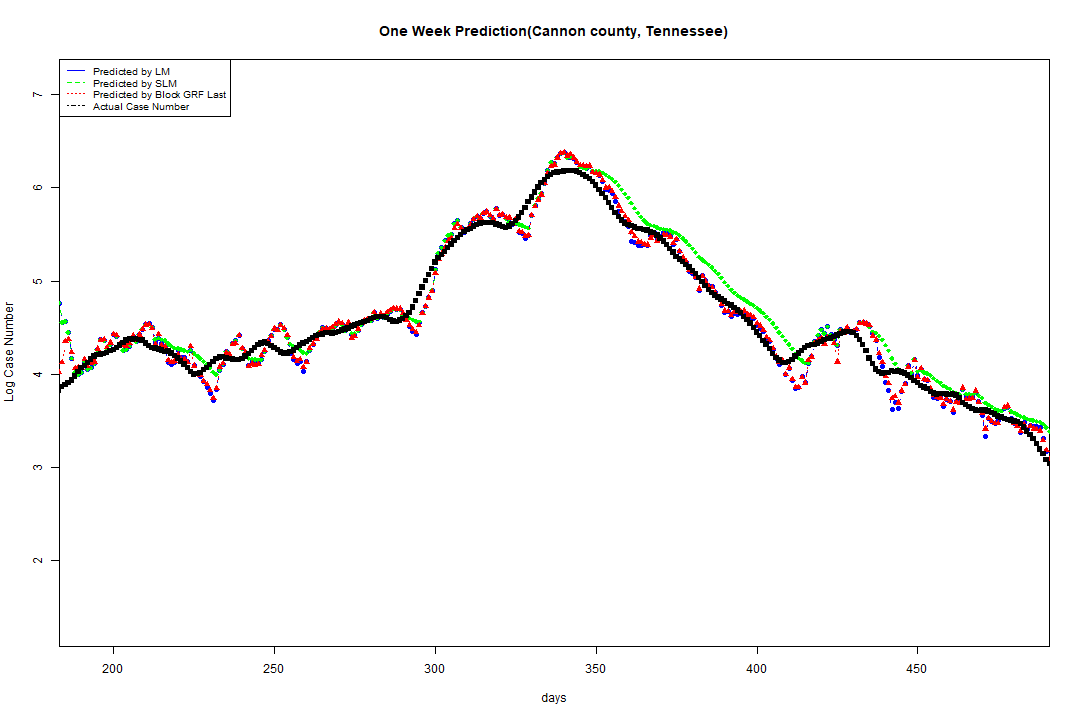 One Week Prediction(Cannon county, Tennessee)
Predicted by LM
Predicted by SLM
Predicted by Block GRF Last
Actual Case Number
7
6
5
4
3
2
Log Case Number
200 250 300 350 400 450
days